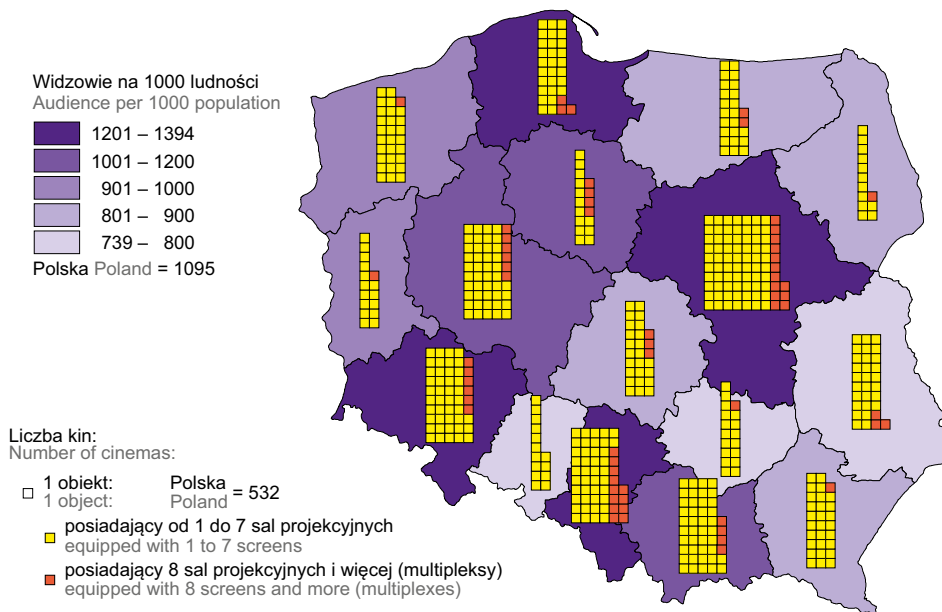 Widzowie na 1000 ludności
Audience per 1000 population
1201 – 1394
1001 – 1200
901 – 1000
801 – 900
739 – 800
Polska Poland = 1095
Liczba kin:
Number of cinemas:
1 obiekt:
1 object:
Polska
Poland = 532
posiadający od 1 do 7 sal projekcyjnych
equipped with 1 to 7 screens
posiadający 8 sal projekcyjnych i więcej (multipleksy)
equipped with 8 screens and more (multiplexes)